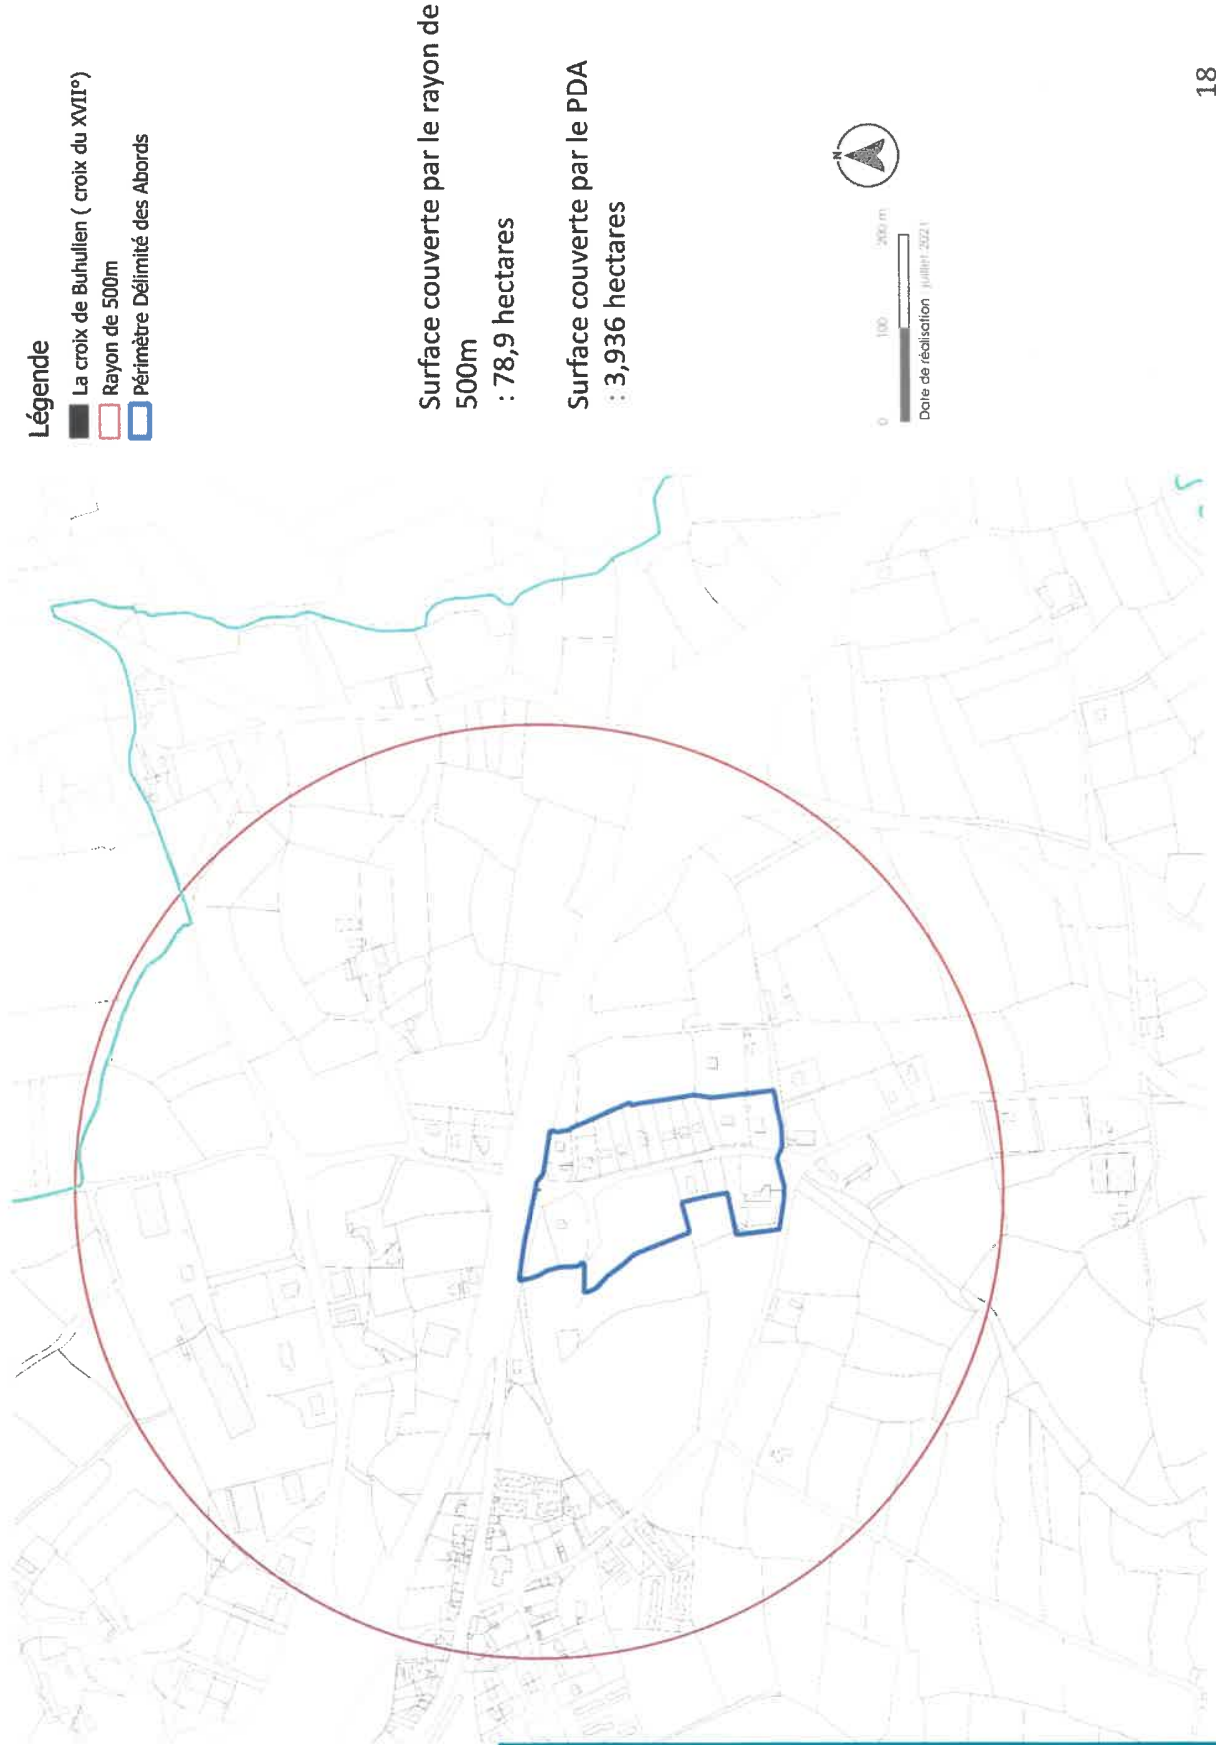 Légende
La croix de Buhulien ( croix du XVII°)
Rayon de 500m
Périmètre Délimité des Abords
Surface couverte par le rayon de
500m
: 78,9 hectares
Surface couverte par le PDA
: 3,936 hectares
N
0 100 200 m
Date de réalisation : juillet 2021
18